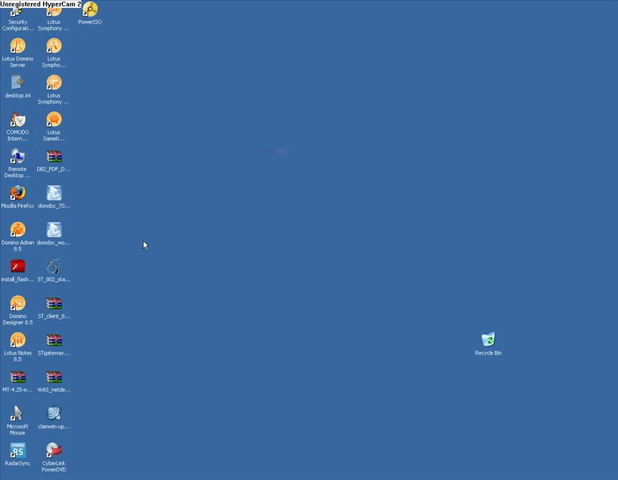 Unregistered HyperCam 2
Security
Configurati...
Lotus
Symphony ...
PowerISO
Lotus Domino
Server
Lotus
Sympho...
desktop.ini
Lotus
Symphony ...
COMODO
Intern...
Lotus
Sameti...
Remote
Desktop ...
DB2_PDF_D...
Mozilla Firefox
domdoc_70...
Domino Admin
8.5
domdoc_wo...
install_flash...
ST_802_sta...
Domino
Designer 8.5
ST_client_8...
Lotus Notes
8.5
STgateway...
Recycle Bin
MT-4.25-e...
WAS_netde...
Microsoft
Mouse
clamwin-up...
RS
RadarSync
CyberLink
PowerDVD